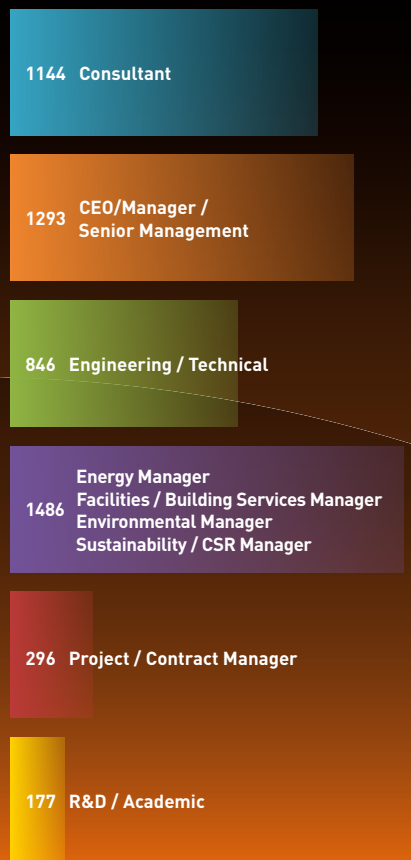 1144 Consultant
1293 CEO/Manager /
Senior Management
846 Engineering / Technical
1486 Energy Manager
Facilities / Building Services Manager
Environmental Manager
Sustainability / CSR Manager
296 Project / Contract Manager
177 R&D / Academic